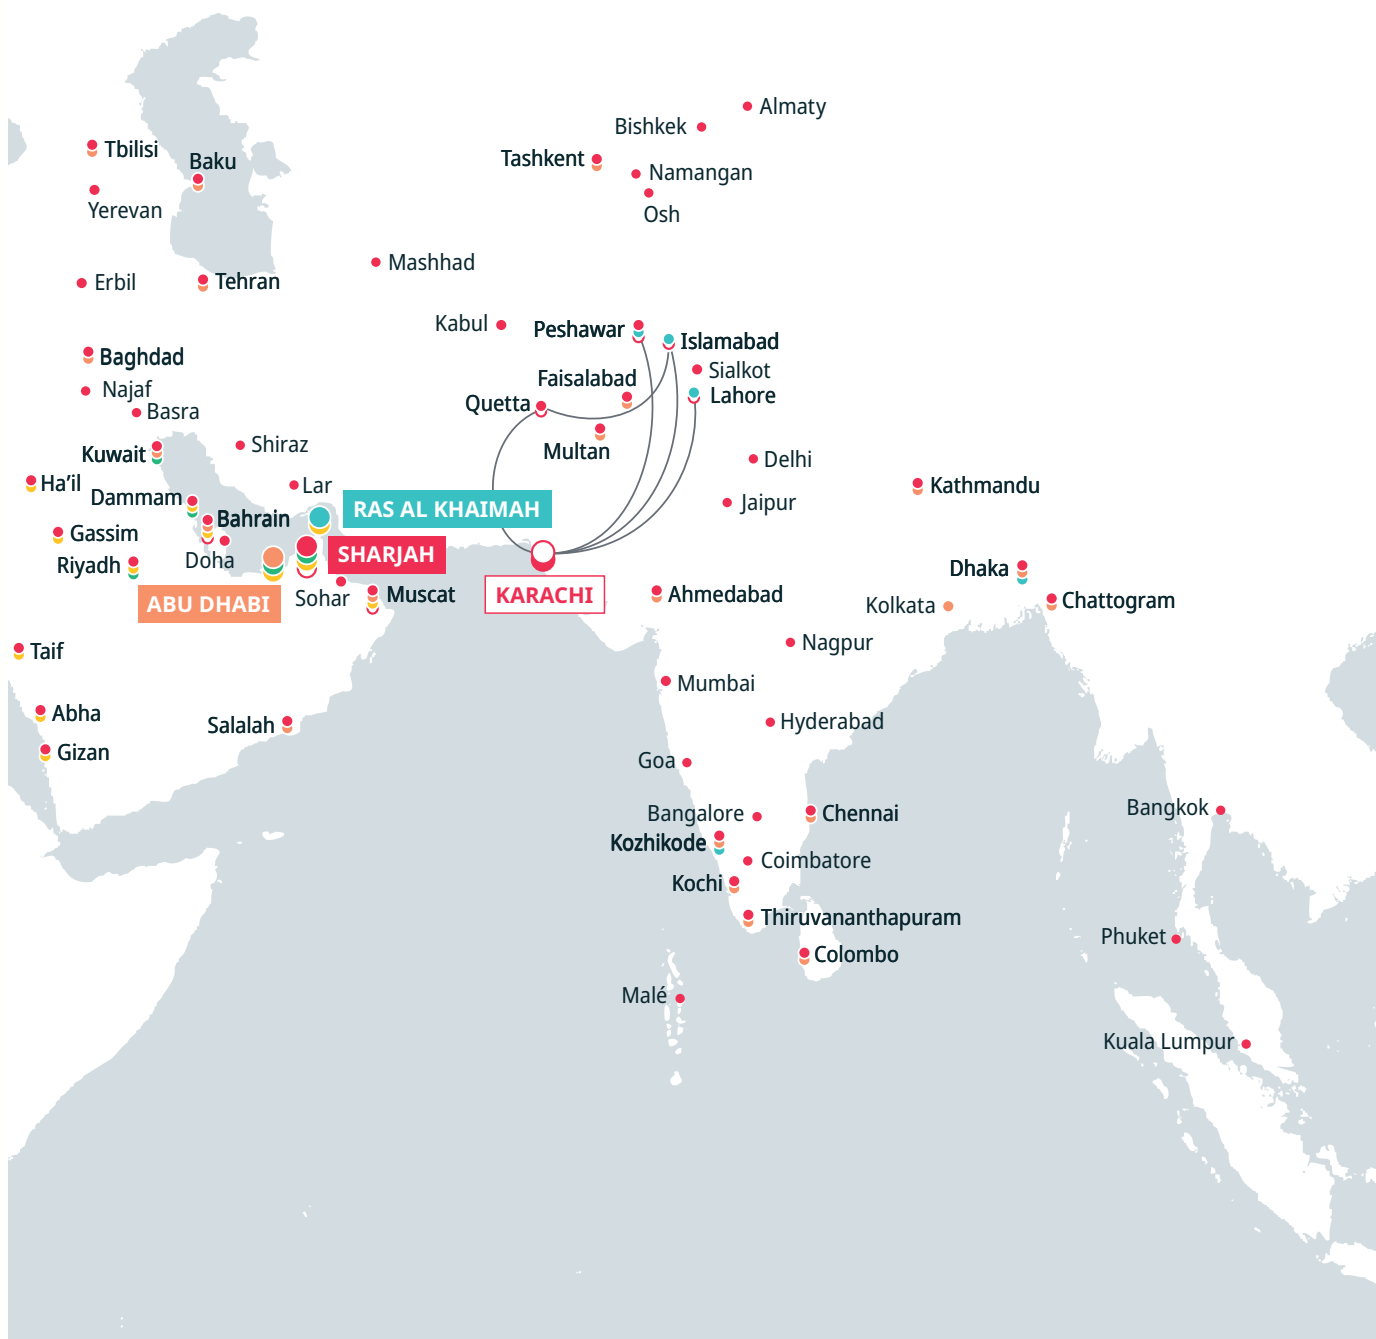 Almaty
Bishkek
Tbilisi
Baku
Tashkent
Namangan
Yerevan
Osh
Mashhad
Erbil
Tehran
Kabul
Peshawar
Islamabad
Baghdad
Sialkot
Faisalabad
Najaf
Lahore
Quetta
Basra
Shiraz
Kuwait
Multan
Delhi
Ha’il
Lar
Kathmandu
Dammam
Jaipur
RAS AL KHAIMAH
Bahrain
Gassim
SHARJAH
Doha
Riyadh
Dhaka
Muscat
KARACHI
Ahmedabad
Sohar
ABU DHABI
Kolkata
Chattogram
Nagpur
Taif
Mumbai
Abha
Salalah
Hyderabad
Gizan
Goa
Bangalore
Chennai
Bangkok
Kozhikode
Coimbatore
Kochi
Thiruvananthapuram
Phuket
Colombo
Malé
Kuala Lumpur